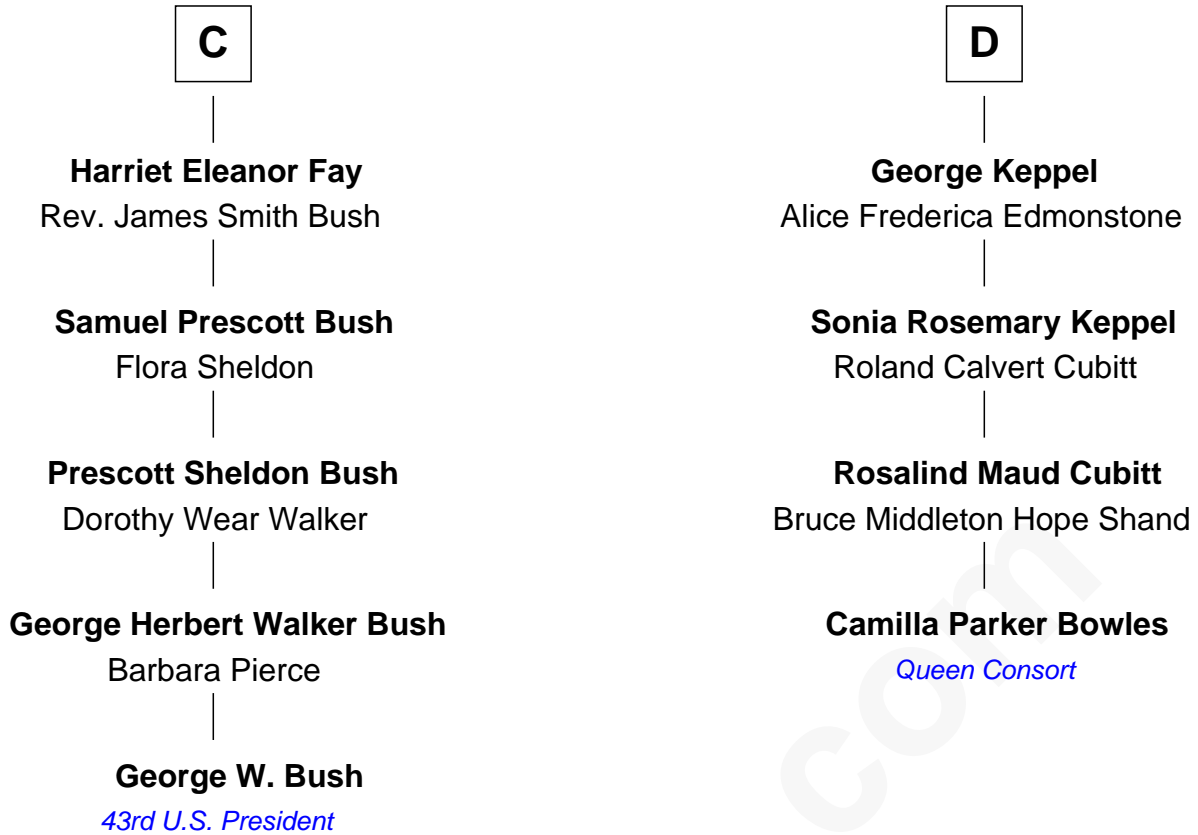 C
Harriet Eleanor Fay
Rev. James Smith Bush
Samuel Prescott Bush
Flora Sheldon
Prescott Sheldon Bush
Dorothy Wear Walker
George Herbert Walker Bush
Barbara Pierce
George W. Bush
43rd U.S. President
D
George Keppel
Alice Frederica Edmonstone
Sonia Rosemary Keppel
Roland Calvert Cubitt
Rosalind Maud Cubitt
Bruce Middleton Hope Shand
Camilla Parker Bowles
Queen Consort
com